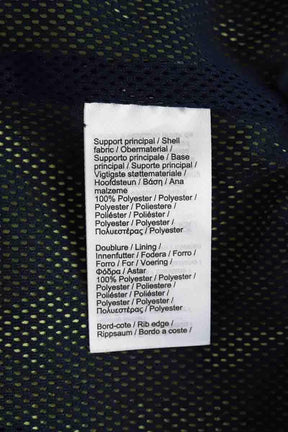 Support principal / Shell
fabric / Obermaterial /
Supporto principale / Base
principal / Suporte principal /
Vigtigste støttemateriale /
Hoofdsteun / Βάση / Ana
malzeme
100% Polyester / Polyester /
Polyester / Poliestere /
Poliéster / Poliéster /
Polyester / Polyester /
Πολυεστέρας / Polyester
Doublure / Lining /
Innenfutter / Fodera / Forro /
Forro / For / Voering /
Φόδρα / Astar
100% Polyester / Polyester /
Polyester / Poliestere /
Poliéster / Poliéster /
Polyester / Polyester /
Πολυεστέρας / Polyester
Bord-cote / Rib edge /
Rippsaum / Bordo a coste /